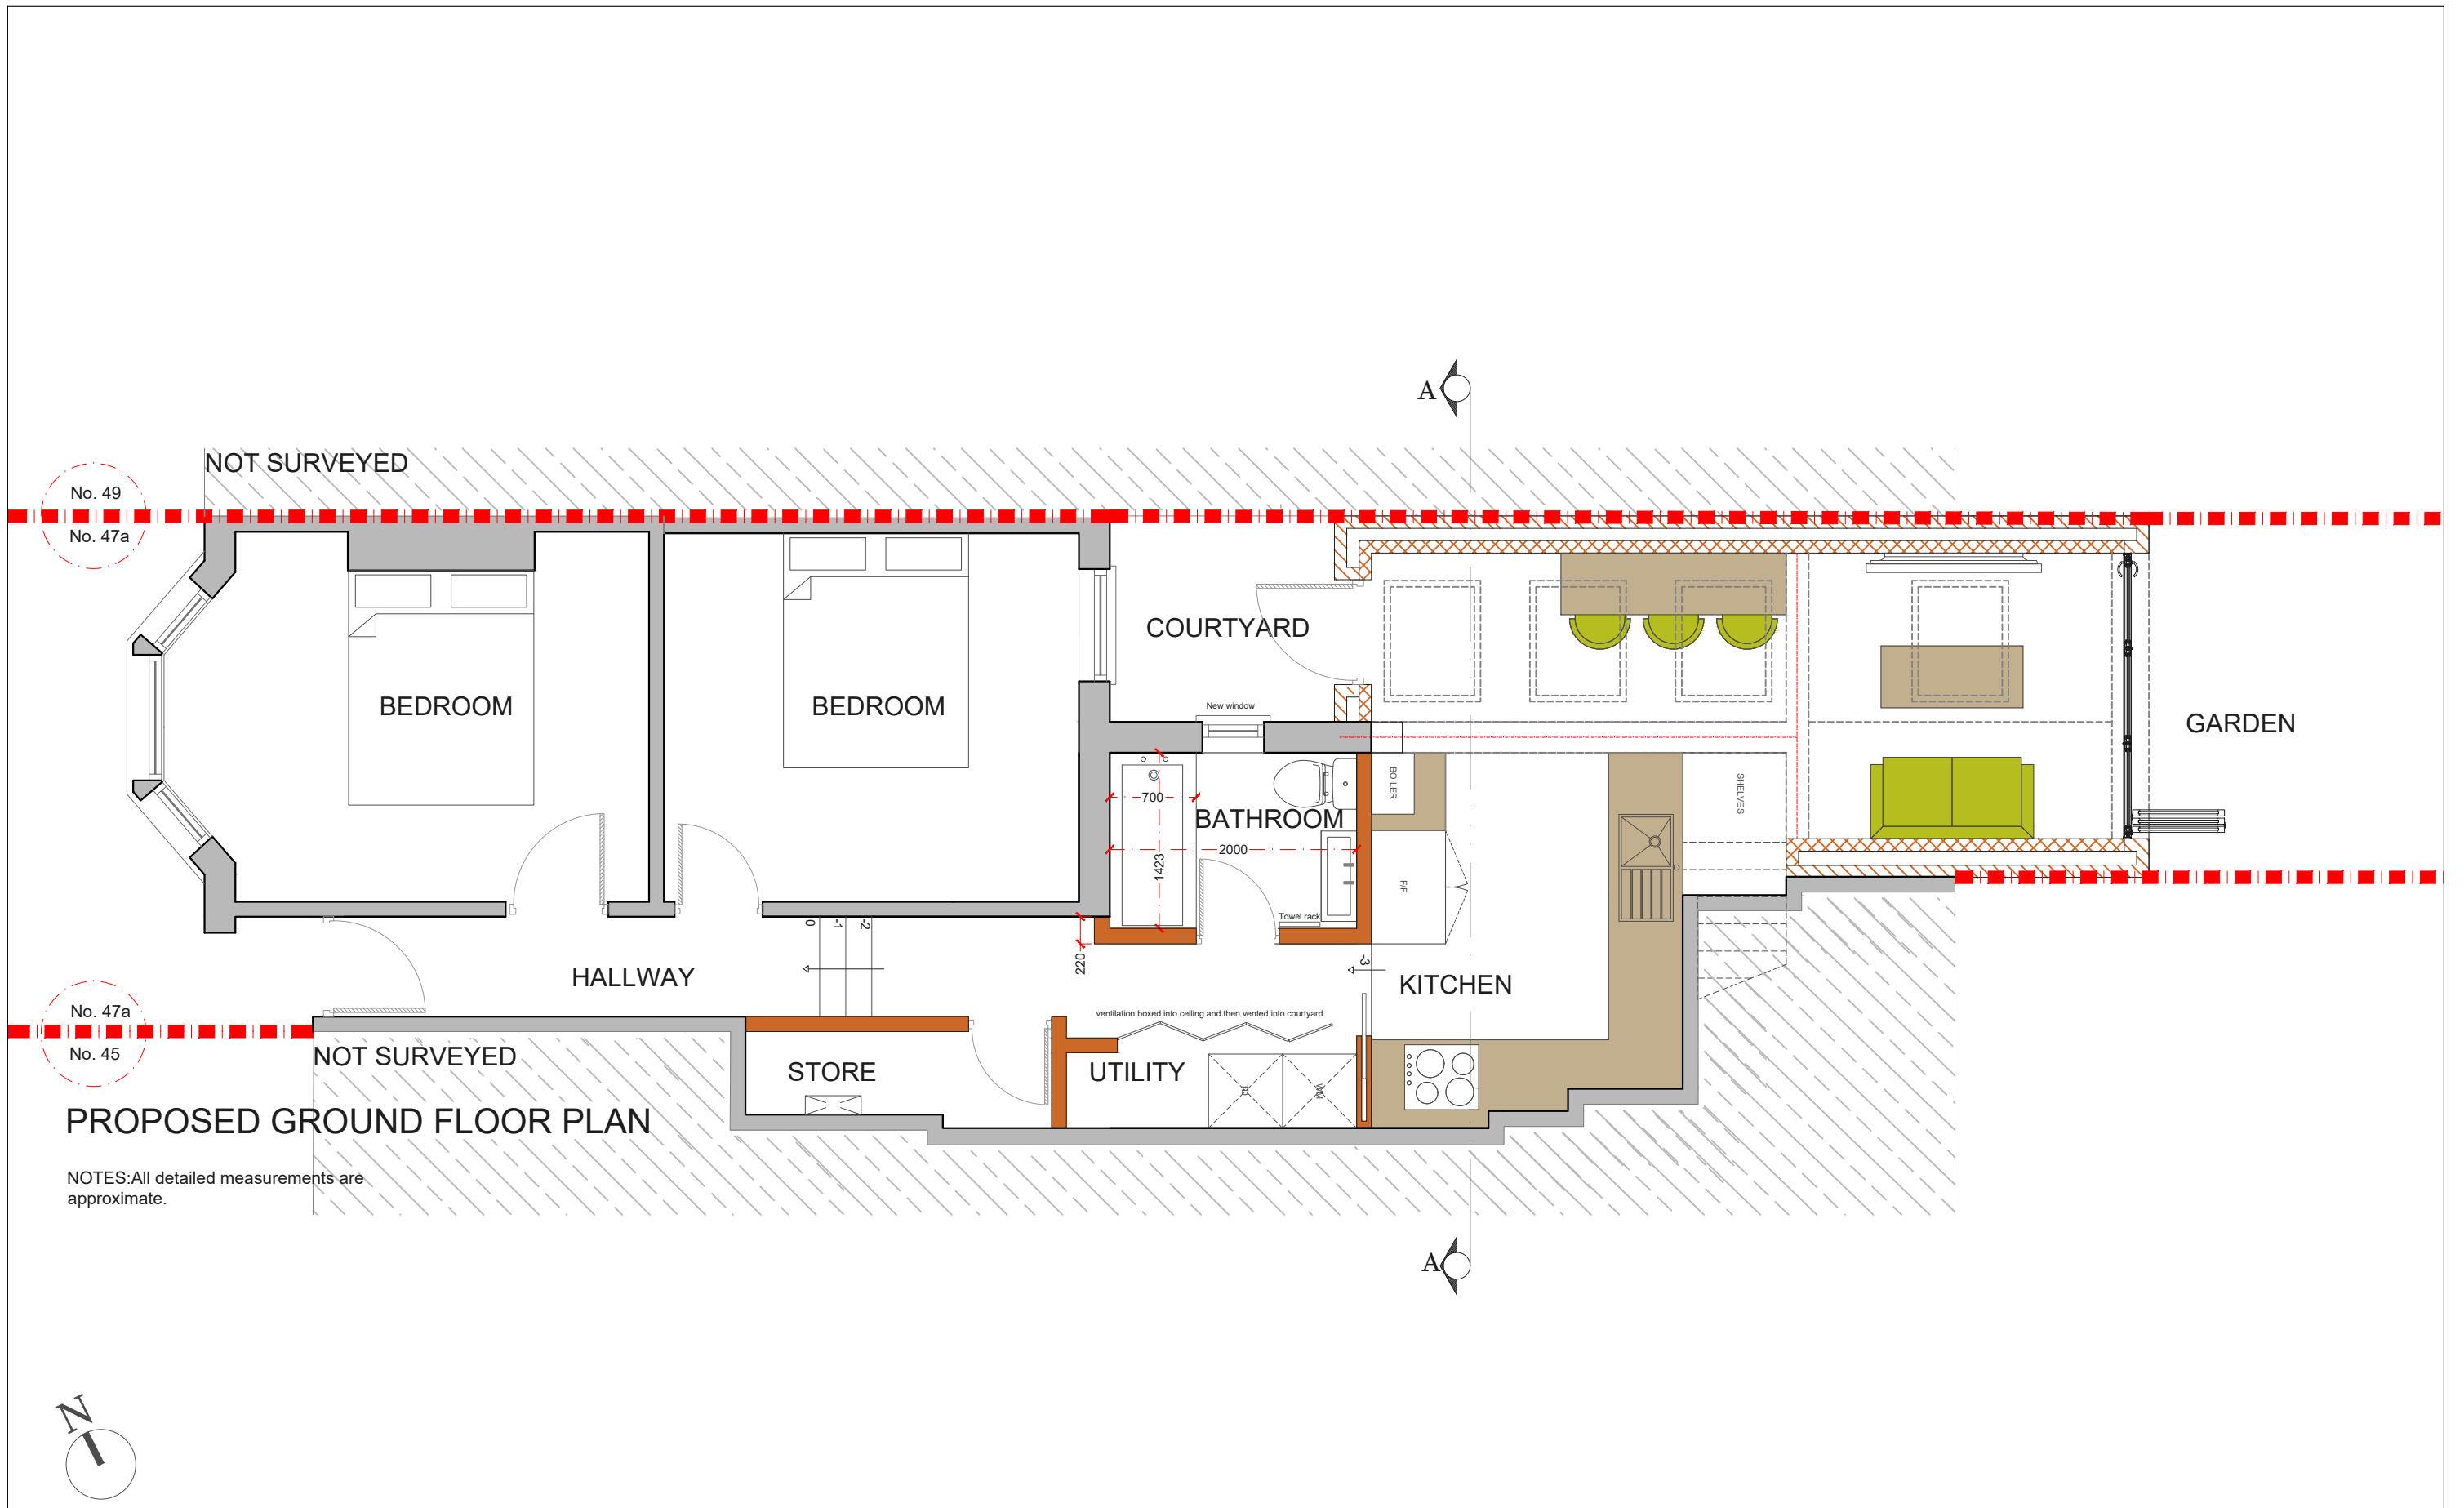 A
NOT SURVEYED
No. 49
No. 47a
COURTYARD
BEDROOM
BEDROOM
New window
GARDEN
BOILER
SHELVES
700
BATHROOM
2000
1423
F/F
Towel rack
0
-1
-2
220
-3
HALLWAY
KITCHEN
No. 47a
No. 45
ventilation boxed into ceiling and then vented into courtyard
NOT SURVEYED
STORE
UTILITY
TD
WM
PROPOSED GROUND FLOOR PLAN
NOTES:All detailed measurements are
approximate.
A
N